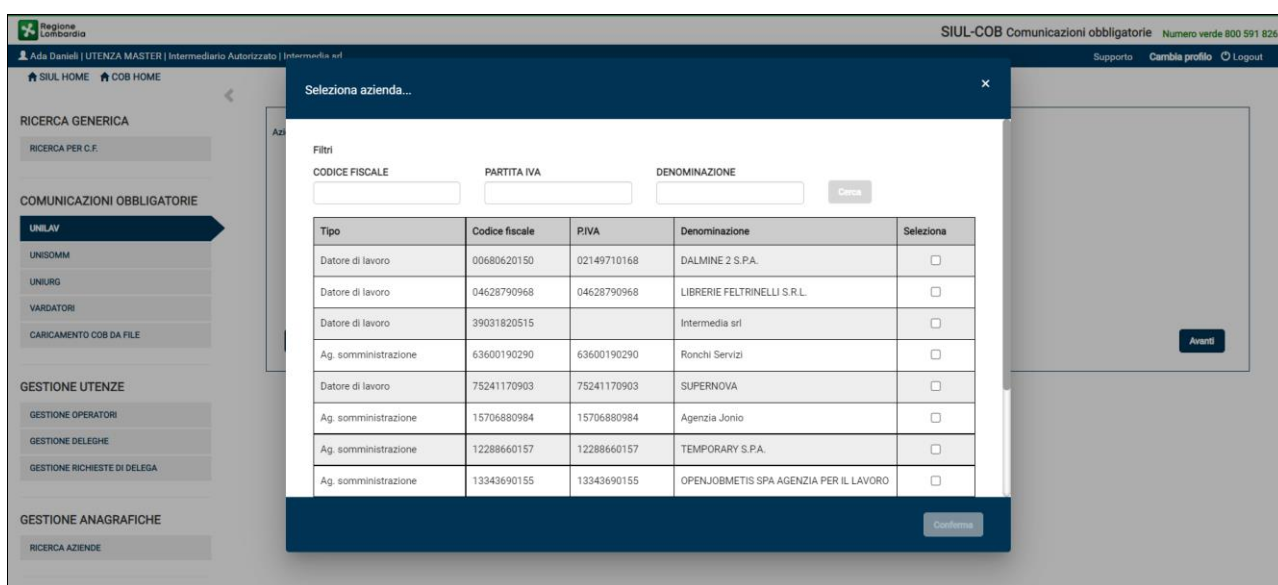 Regione
Lombardia
SIUL-COB Comunicazioni obbligatorie Numero verde 800 591 826
Ada Danieli | UTENZA MASTER | Intermediario Autorizzato | Intermedia srl
Supporto Cambia profilo Logout
SIUL HOME COB HOME
RICERCA GENERICA
RICERCA PER C.F.
COMUNICAZIONI OBBLIGATORIE
UNILAV
UNISOMM
UNIURG
VARDATORI
CARICAMENTO COB DA FILE
GESTIONE UTENZE
GESTIONE OPERATORI
GESTIONE DELEGHE
GESTIONE RICHIESTE DI DELEGA
GESTIONE ANAGRAFICHE
RICERCA AZIENDE
Azi
Seleziona azienda...
Filtri
CODICE FISCALE PARTITA IVA DENOMINAZIONE
Cerca
Tipo Codice fiscale P.IVA Denominazione Seleziona
Datore di lavoro 00680620150 02149710168 DALMINE 2 S.P.A.
Datore di lavoro 04628790968 04628790968 LIBRERIE FELTRINELLI S.R.L.
Datore di lavoro 39031820515 Intermedia srl
Ag. somministrazione 63600190290 63600190290 Ronchi Servizi
Datore di lavoro 75241170903 75241170903 SUPERNOVA
Ag. somministrazione 15706880984 15706880984 Agenzia Jonio
Ag. somministrazione 12288660157 12288660157 TEMPORARY S.P.A.
Ag. somministrazione 13343690155 13343690155 OPENJOBMETIS SPA AGENZIA PER IL LAVORO
Conferma
Avanti